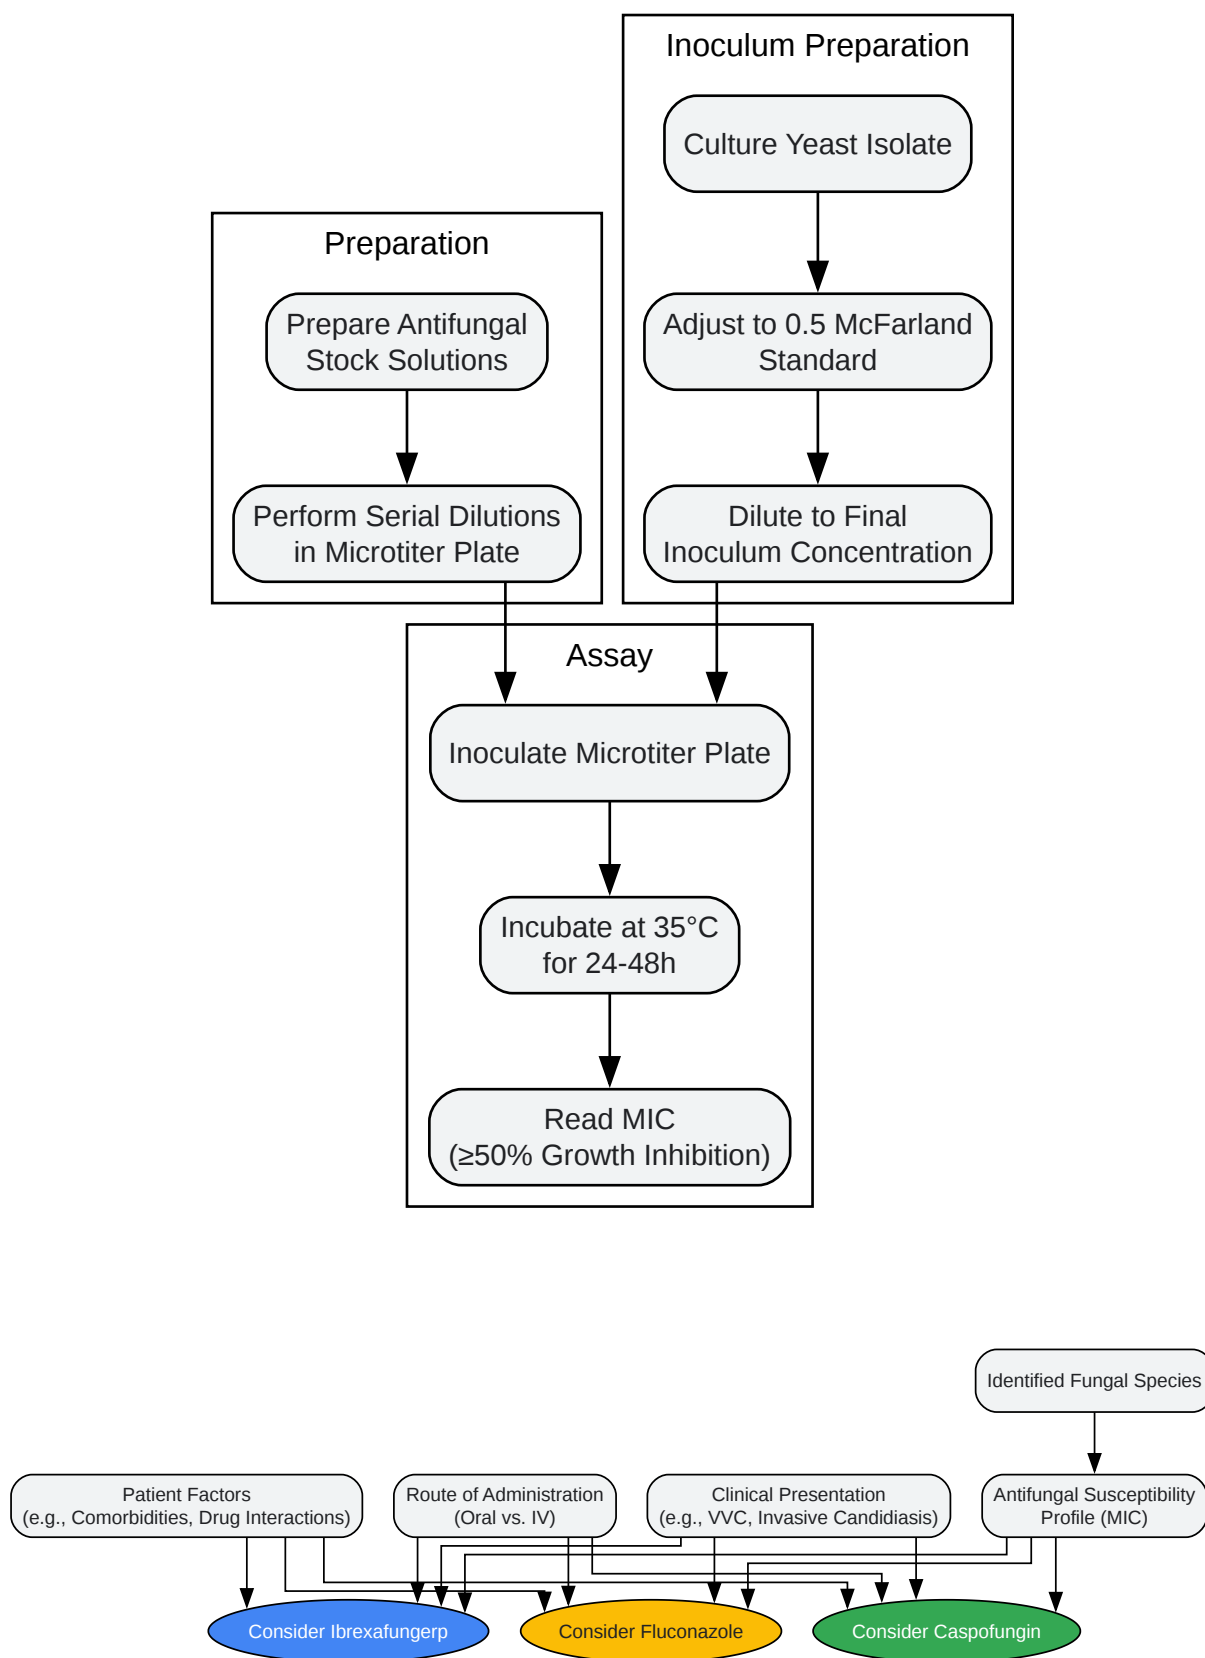 Inoculum Preparation
Culture Yeast Isolate
Preparation
Prepare Antifungal
Stock Solutions
Adjust to 0.5 McFarland
Standard
Perform Serial Dilutions
in Microtiter Plate
Dilute to Final
Inoculum Concentration
Assay
Inoculate Microtiter Plate
Incubate at 35°C
for 24-48h
Read MIC
(≥50% Growth Inhibition)
Identified Fungal Species
Patient Factors
(e.g., Comorbidities, Drug Interactions)
Route of Administration
(Oral vs. IV)
Clinical Presentation
(e.g., VVC, Invasive Candidiasis)
Antifungal Susceptibility
Profile (MIC)
Consider Ibrexafungerp
Consider Fluconazole
Consider Caspofungin